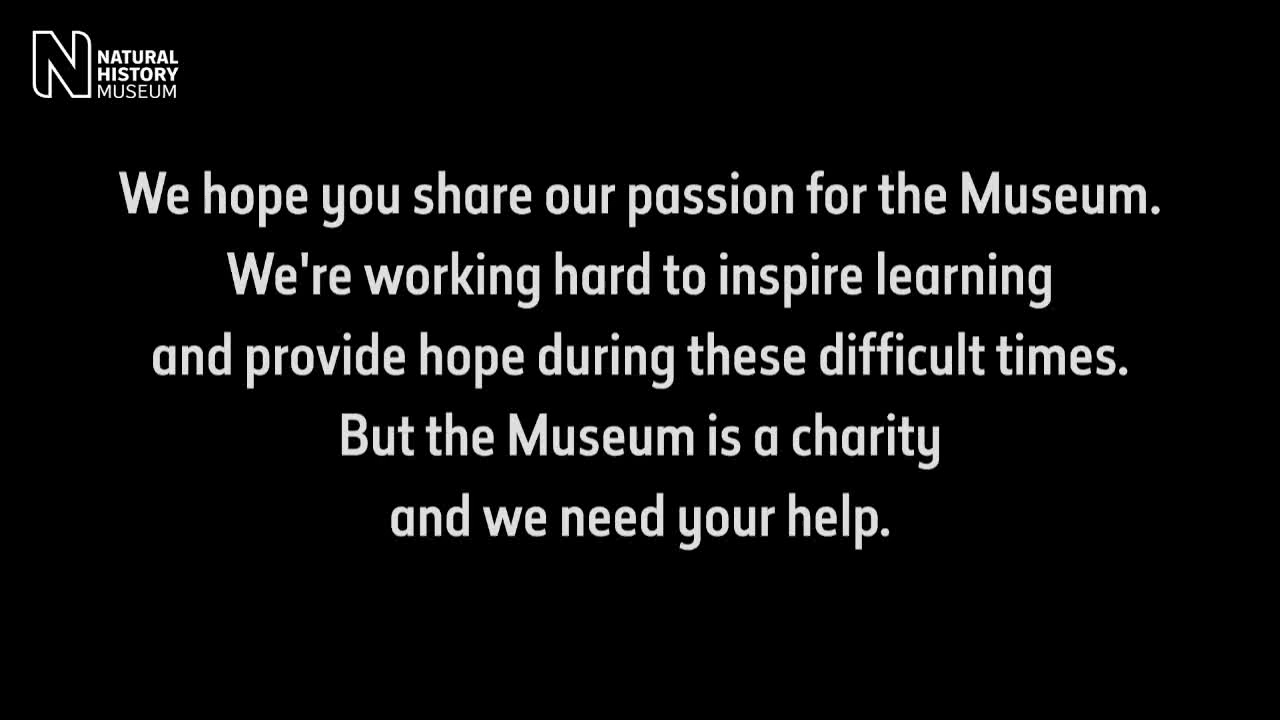 NATURAL
HISTORY
MUSEUM
We hope you share our passion for the Museum.
We're working hard to inspire learning
and provide hope during these difficult times.
But the Museum is a charity
and we need your help.